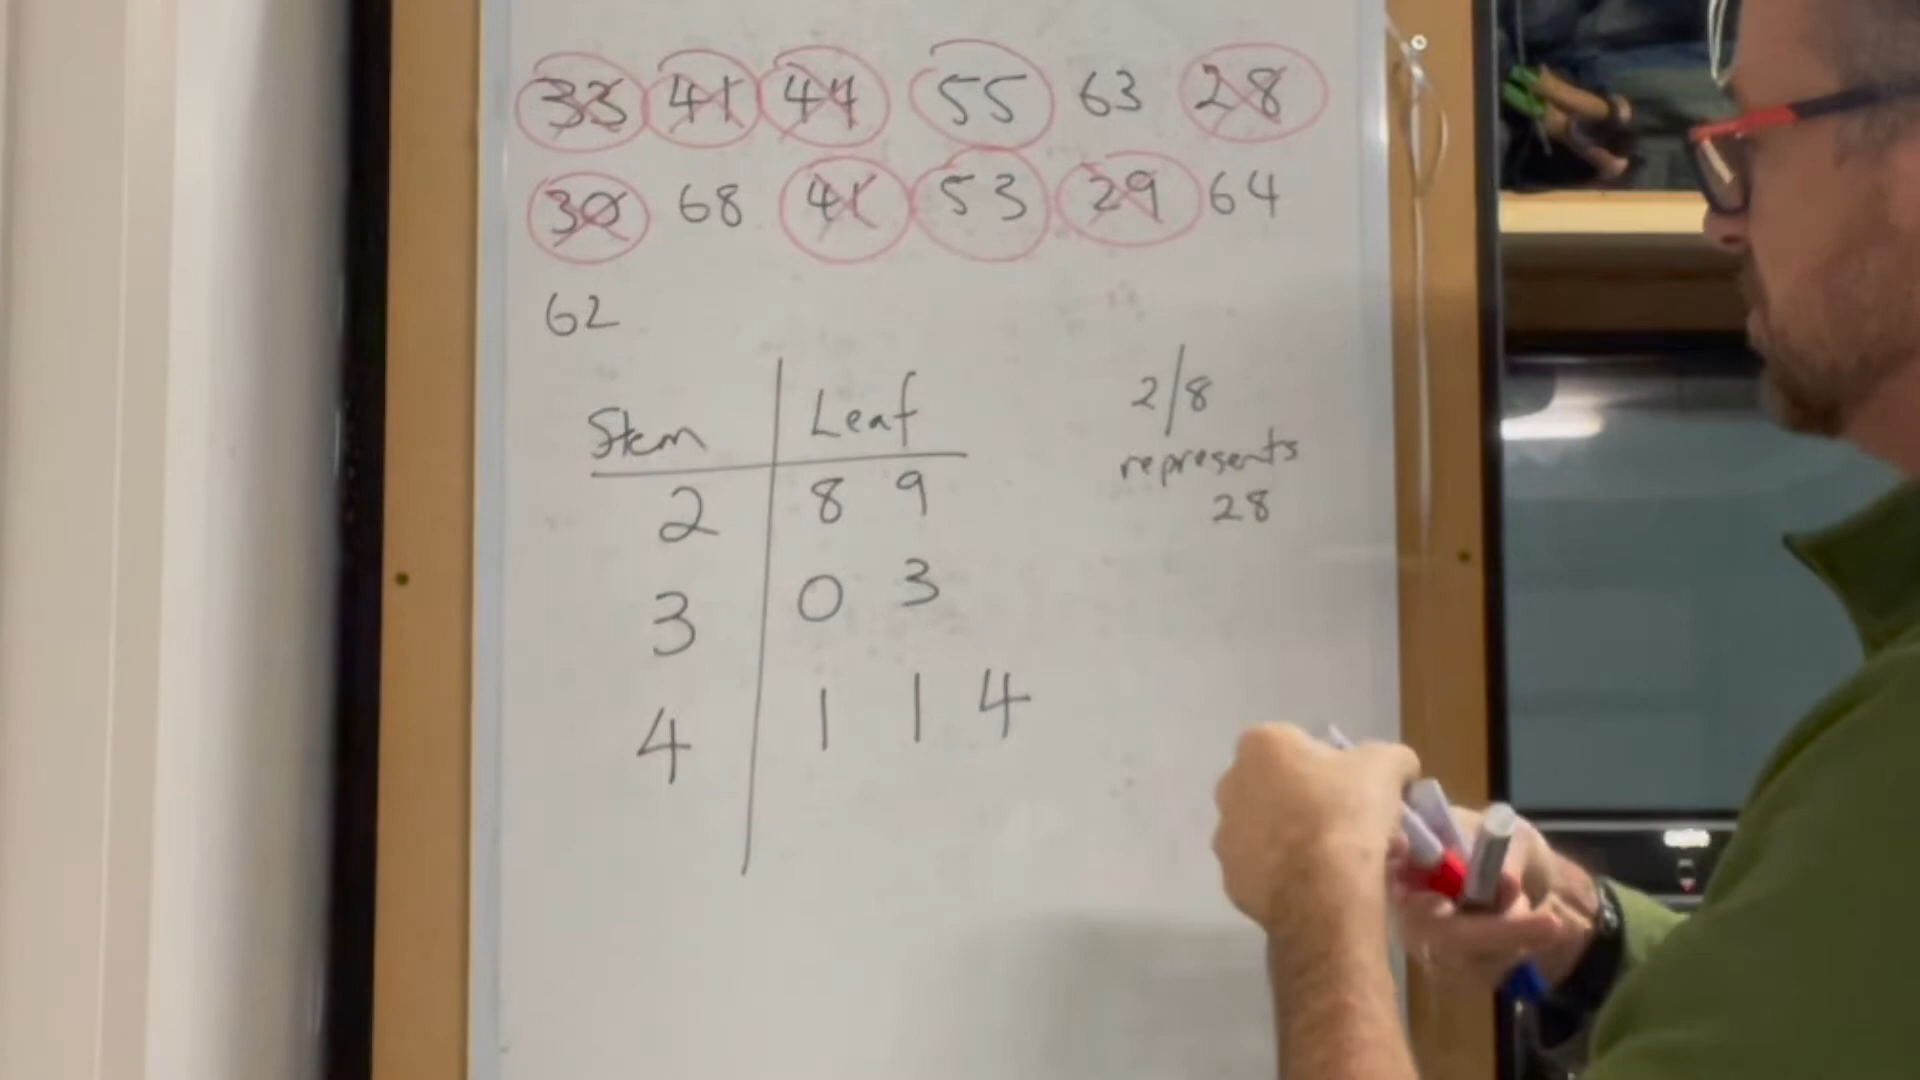 33 41 44 55 63 28
30 68 41 53 29 64
62
Stem Leaf
2 8 9
3 0 3
4 1 1 4
2/8
represents
28